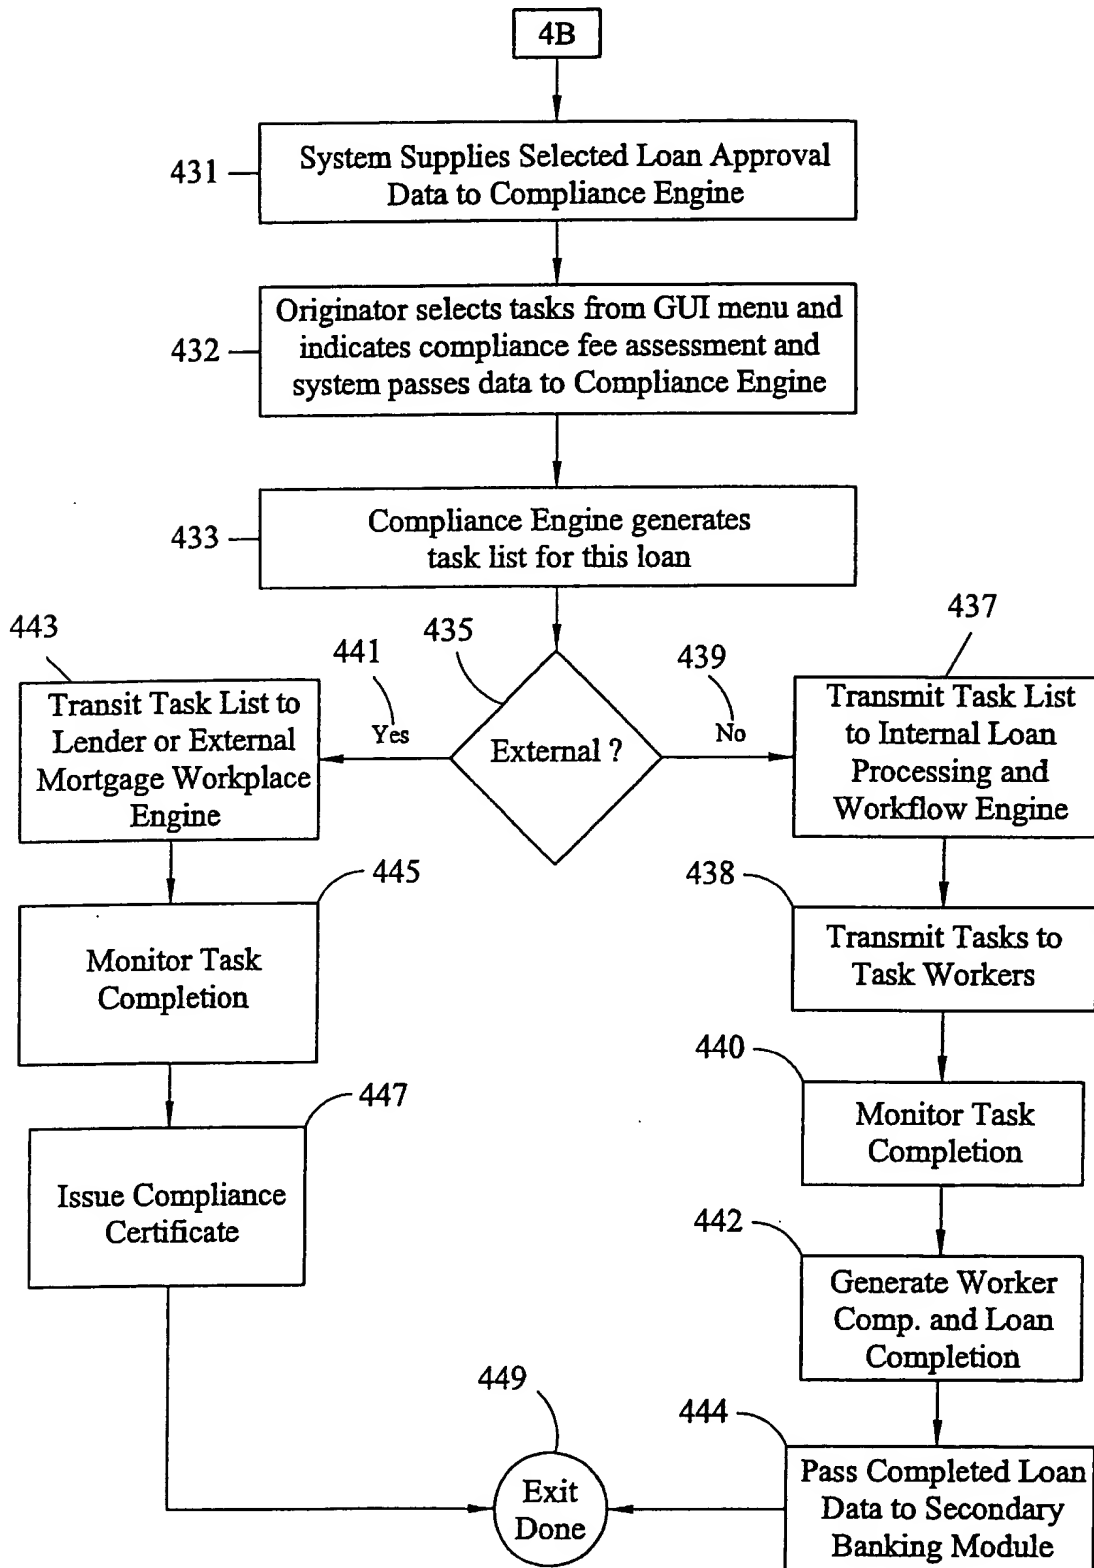 4B
431
System Supplies Selected Loan Approval
Data to Compliance Engine
432
Originator selects tasks from GUI menu and
indicates compliance fee assessment and
system passes data to Compliance Engine
433
Compliance Engine generates
task list for this loan
435
External ?
441
Yes
439
No
443
Transit Task List to
Lender or External
Mortgage Workplace
Engine
445
Monitor Task
Completion
447
Issue Compliance
Certificate
437
Transmit Task List
to Internal Loan
Processing and
Workflow Engine
438
Transmit Tasks to
Task Workers
440
Monitor Task
Completion
442
Generate Worker
Comp. and Loan
Completion
444
Pass Completed Loan
Data to Secondary
Banking Module
449
Exit
Done